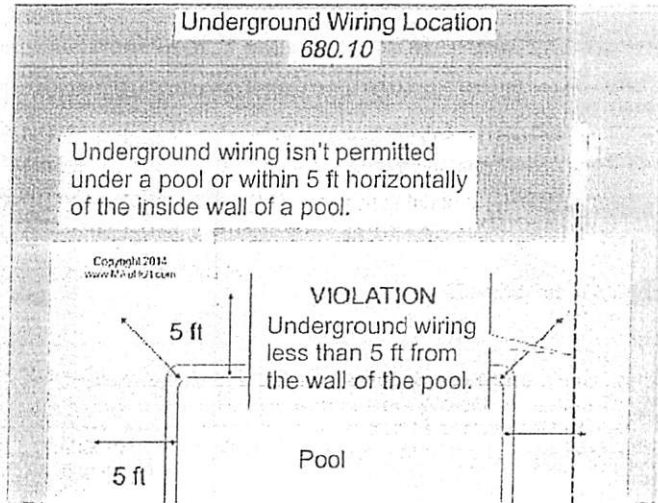 Underground Wiring Location
680.10
Underground wiring isn't permitted
under a pool or within 5 ft horizontally
of the inside wall of a pool.
Copyright 2014
5 ft
VIOLATION
Underground wiring
less than 5 ft from
the wall of the pool.
Pool
5 ft